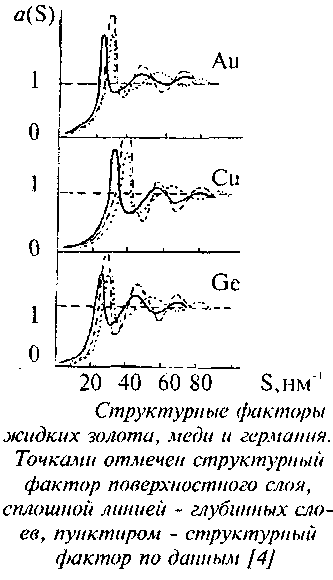 a(S)
Au
1
0
Cu
1
0
Ge
1
0
20 40 60 80 S, нм⁻¹
Структурные факторы
жидких золота, меди и германия.
Точками отмечен структурный
фактор поверхностного слоя,
сплошной линией - глубинных сло-
ев, пунктиром - структурный
фактор по данным [4]